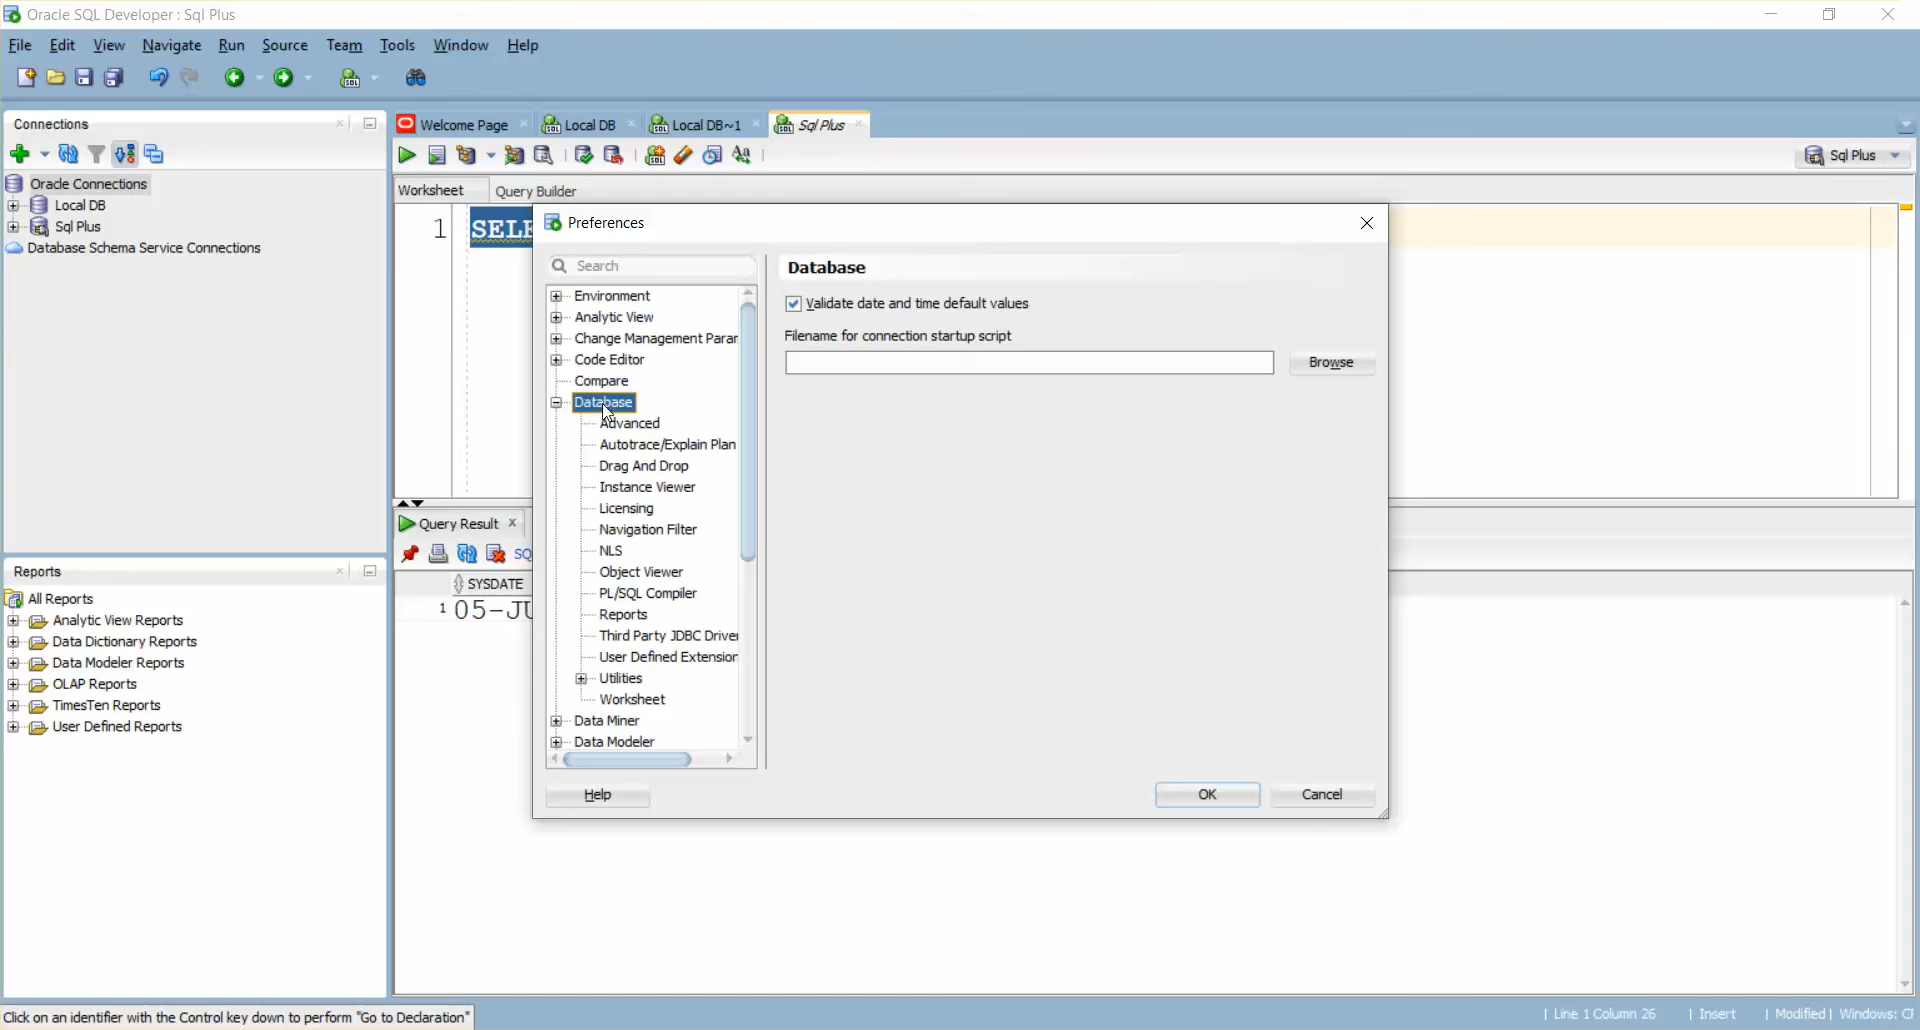 Oracle SQL Developer : Sql Plus
File Edit View Navigate Run Source Team Tools Window Help
Connections
Welcome Page
Local DB
Local DB~1
Sql Plus
Sql Plus
Oracle Connections
Local DB
Sql Plus
Database Schema Service Connections
Worksheet
Query Builder
1
SELE
Preferences
Search
Environment
Analytic View
Change Management Parar
Code Editor
Compare
Database
Advanced
Autotrace/Explain Plan
Drag And Drop
Instance Viewer
Licensing
Navigation Filter
NLS
Object Viewer
PL/SQL Compiler
Reports
Third Party JDBC Driver
User Defined Extension
Utilities
Worksheet
Data Miner
Data Modeler
Database
Validate date and time default values
Filename for connection startup script
Browse
Help
OK
Cancel
Query Result
SQ
SYSDATE
1 05-JU
Reports
All Reports
Analytic View Reports
Data Dictionary Reports
Data Modeler Reports
OLAP Reports
TimesTen Reports
User Defined Reports
Click on an identifier with the Control key down to perform "Go to Declaration"
| Line 1 Column 26 | Insert | Modified | Windows: C